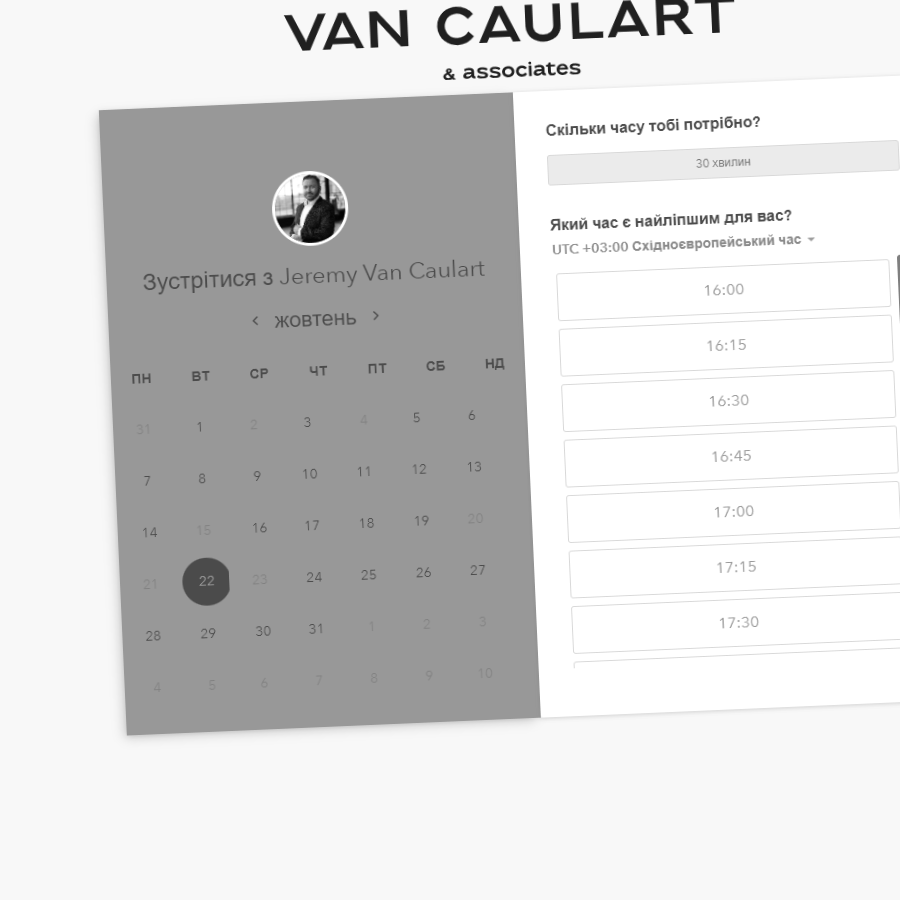 VAN CAULART
& associates
Зустрітися з Jeremy Van Caulart
‹ жовтень ›
ПН ВТ СР ЧТ ПТ СБ НД
31 1 2 3 4 5 6
7 8 9 10 11 12 13
14 15 16 17 18 19 20
21 22 23 24 25 26 27
28 29 30 31 1 2 3
4 5 6 7 8 9 10
Скільки часу тобі потрібно?
30 хвилин
Який час є найліпшим для вас?
UTC +03:00 Східноєвропейський час
16:00
16:15
16:30
16:45
17:00
17:15
17:30